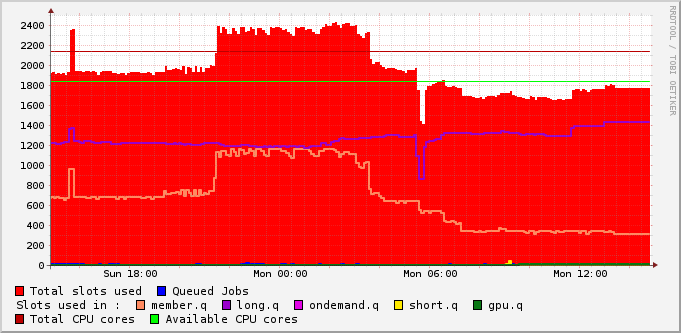 2400
2200
2000
1800
1600
1400
1200
1000
800
600
400
200
0
Sun 18:00 Mon 00:00 Mon 06:00 Mon 12:00
RRDTOOL / TOBI OETIKER
Total slots used Queued Jobs
Slots used in : member.q long.q ondemand.q short.q gpu.q
Total CPU cores Available CPU cores